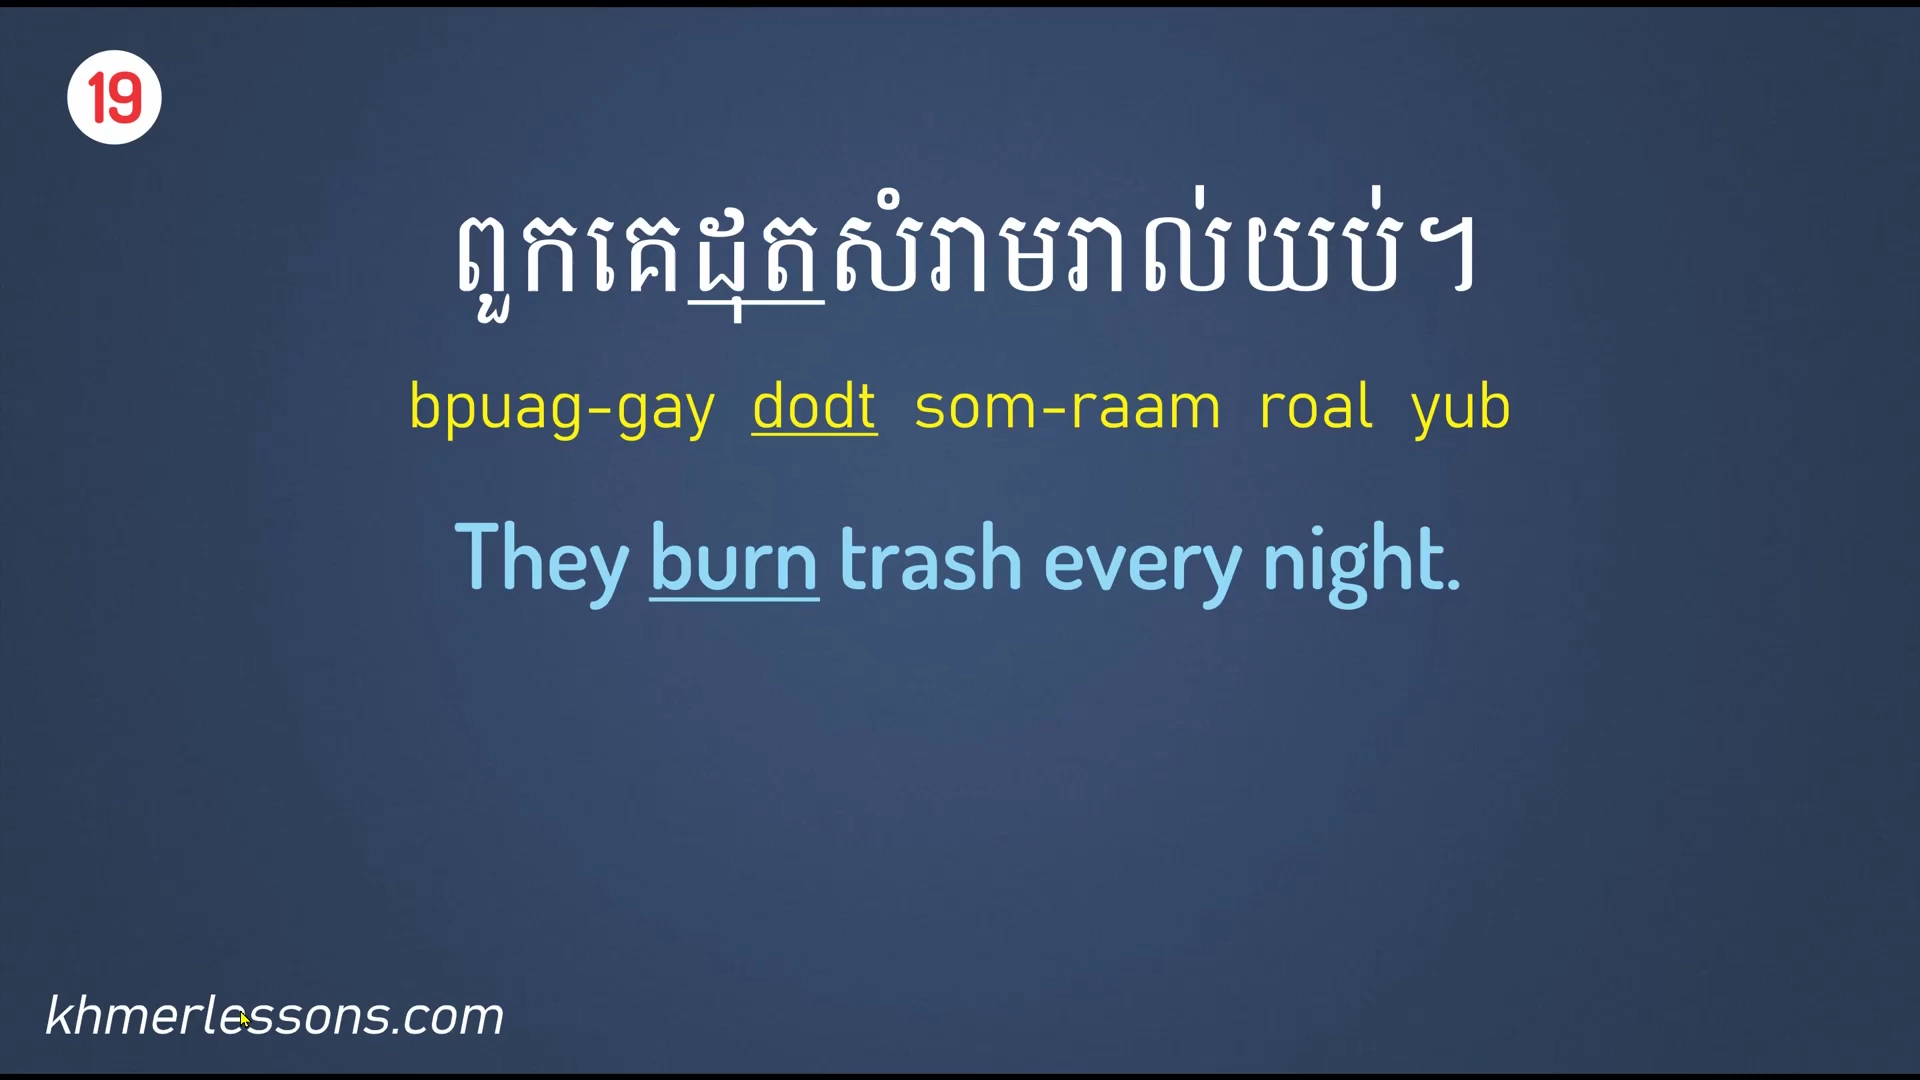 19
ពួកគេដុតសំរាមរាល់យប់។
bpuag-gay dodt som-raam roal yub
They burn trash every night.
khmerlessons.com